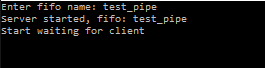 Enter fifo name: test_pipe
Server started, fifo: test_pipe
Start waiting for client